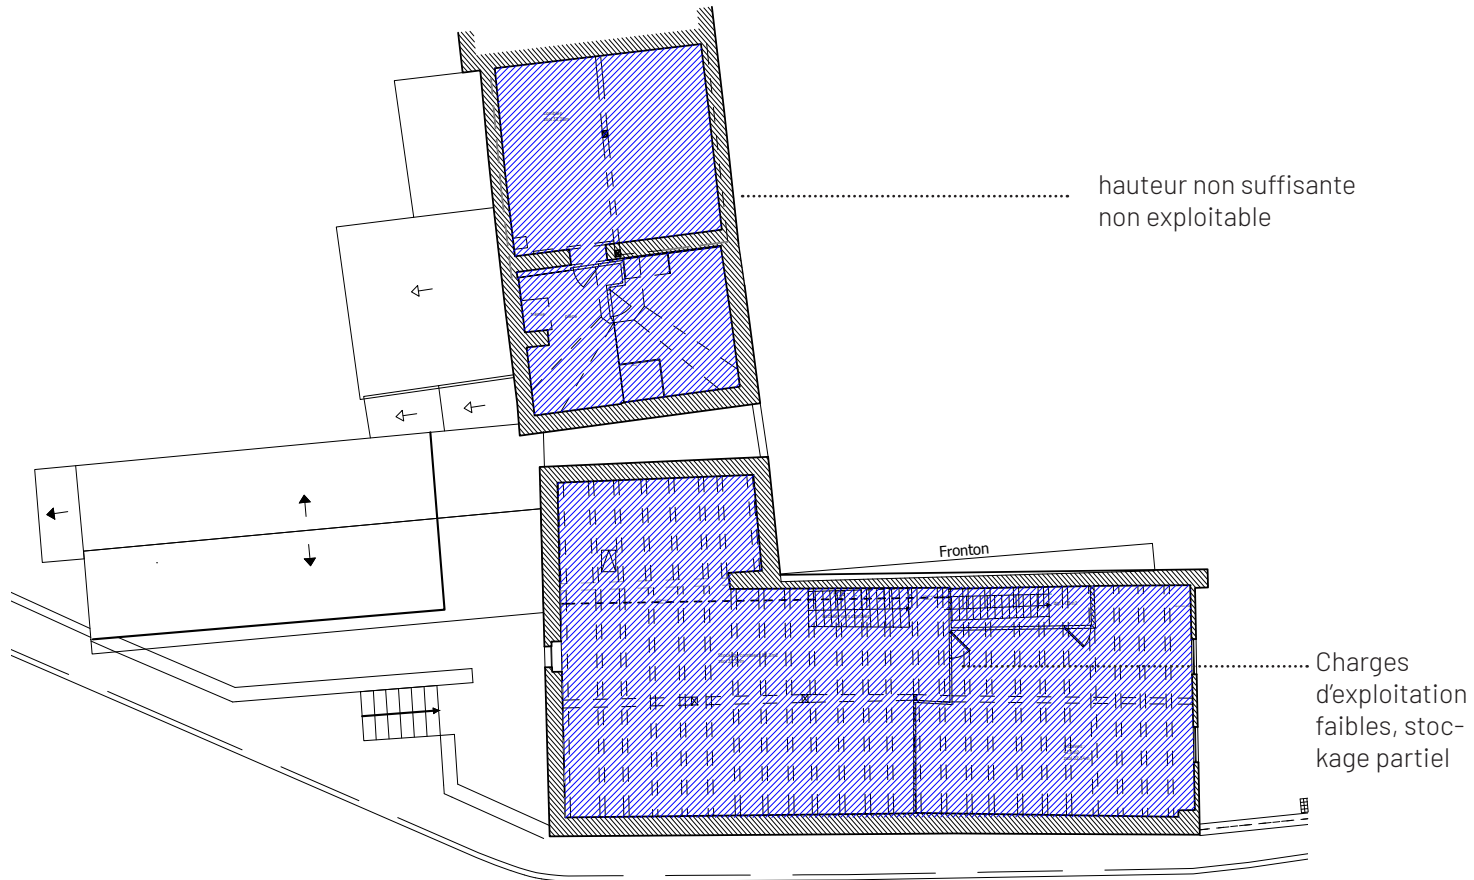 hauteur non suffisante
non exploitable
Fronton
Charges
d'exploitation
faibles, stoc-
kage partiel